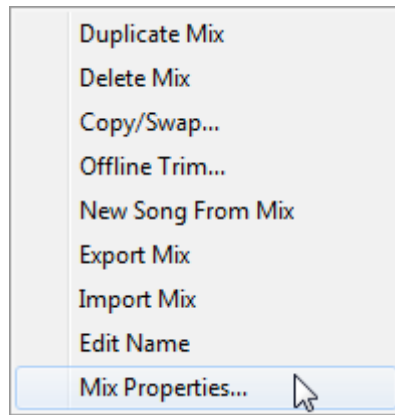 Duplicate Mix
Delete Mix
Copy/Swap...
Offline Trim...
New Song From Mix
Export Mix
Import Mix
Edit Name
Mix Properties...